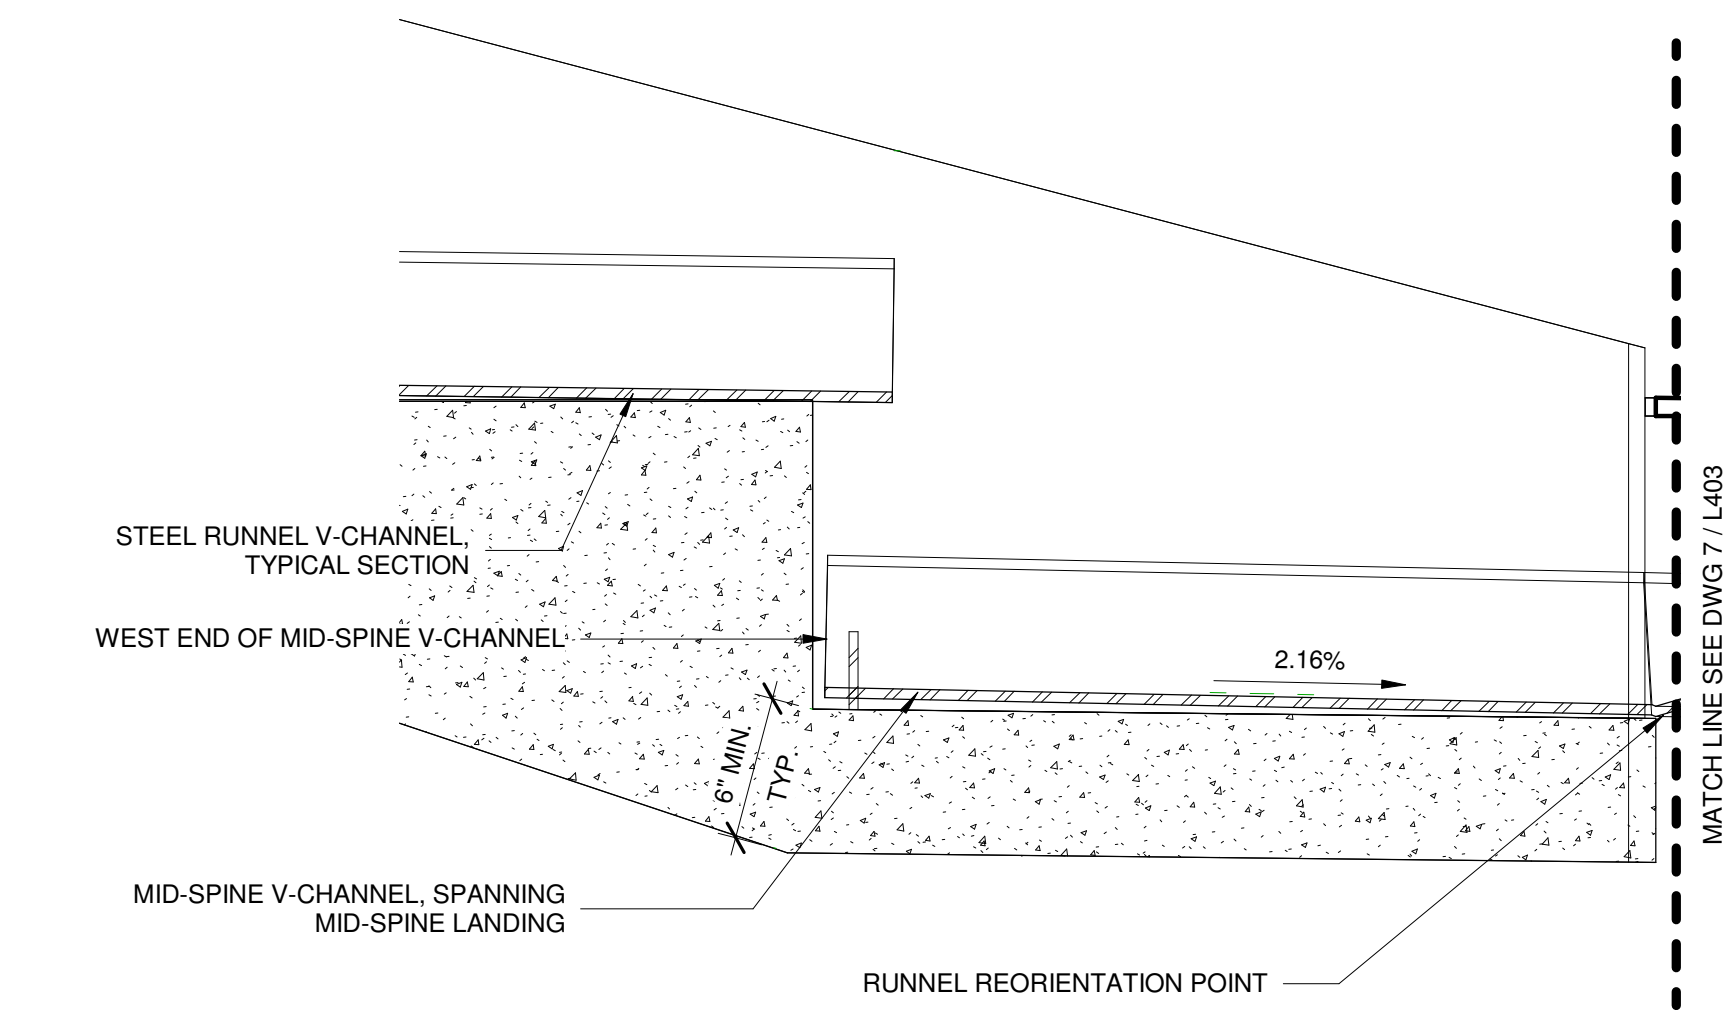 STEEL RUNNEL V-CHANNEL,
TYPICAL SECTION
WEST END OF MID-SPINE V-CHANNEL
2.16%
6" MIN.
TYP.
MID-SPINE V-CHANNEL, SPANNING
MID-SPINE LANDING
RUNNEL REORIENTATION POINT
MATCH LINE SEE DWG 7 / L403